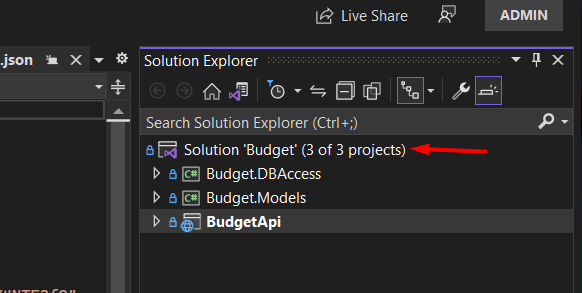 Live Share
ADMIN
.json
Solution Explorer
Search Solution Explorer (Ctrl+;)
Solution 'Budget' (3 of 3 projects)
C# Budget.DBAccess
C# Budget.Models
BudgetApi